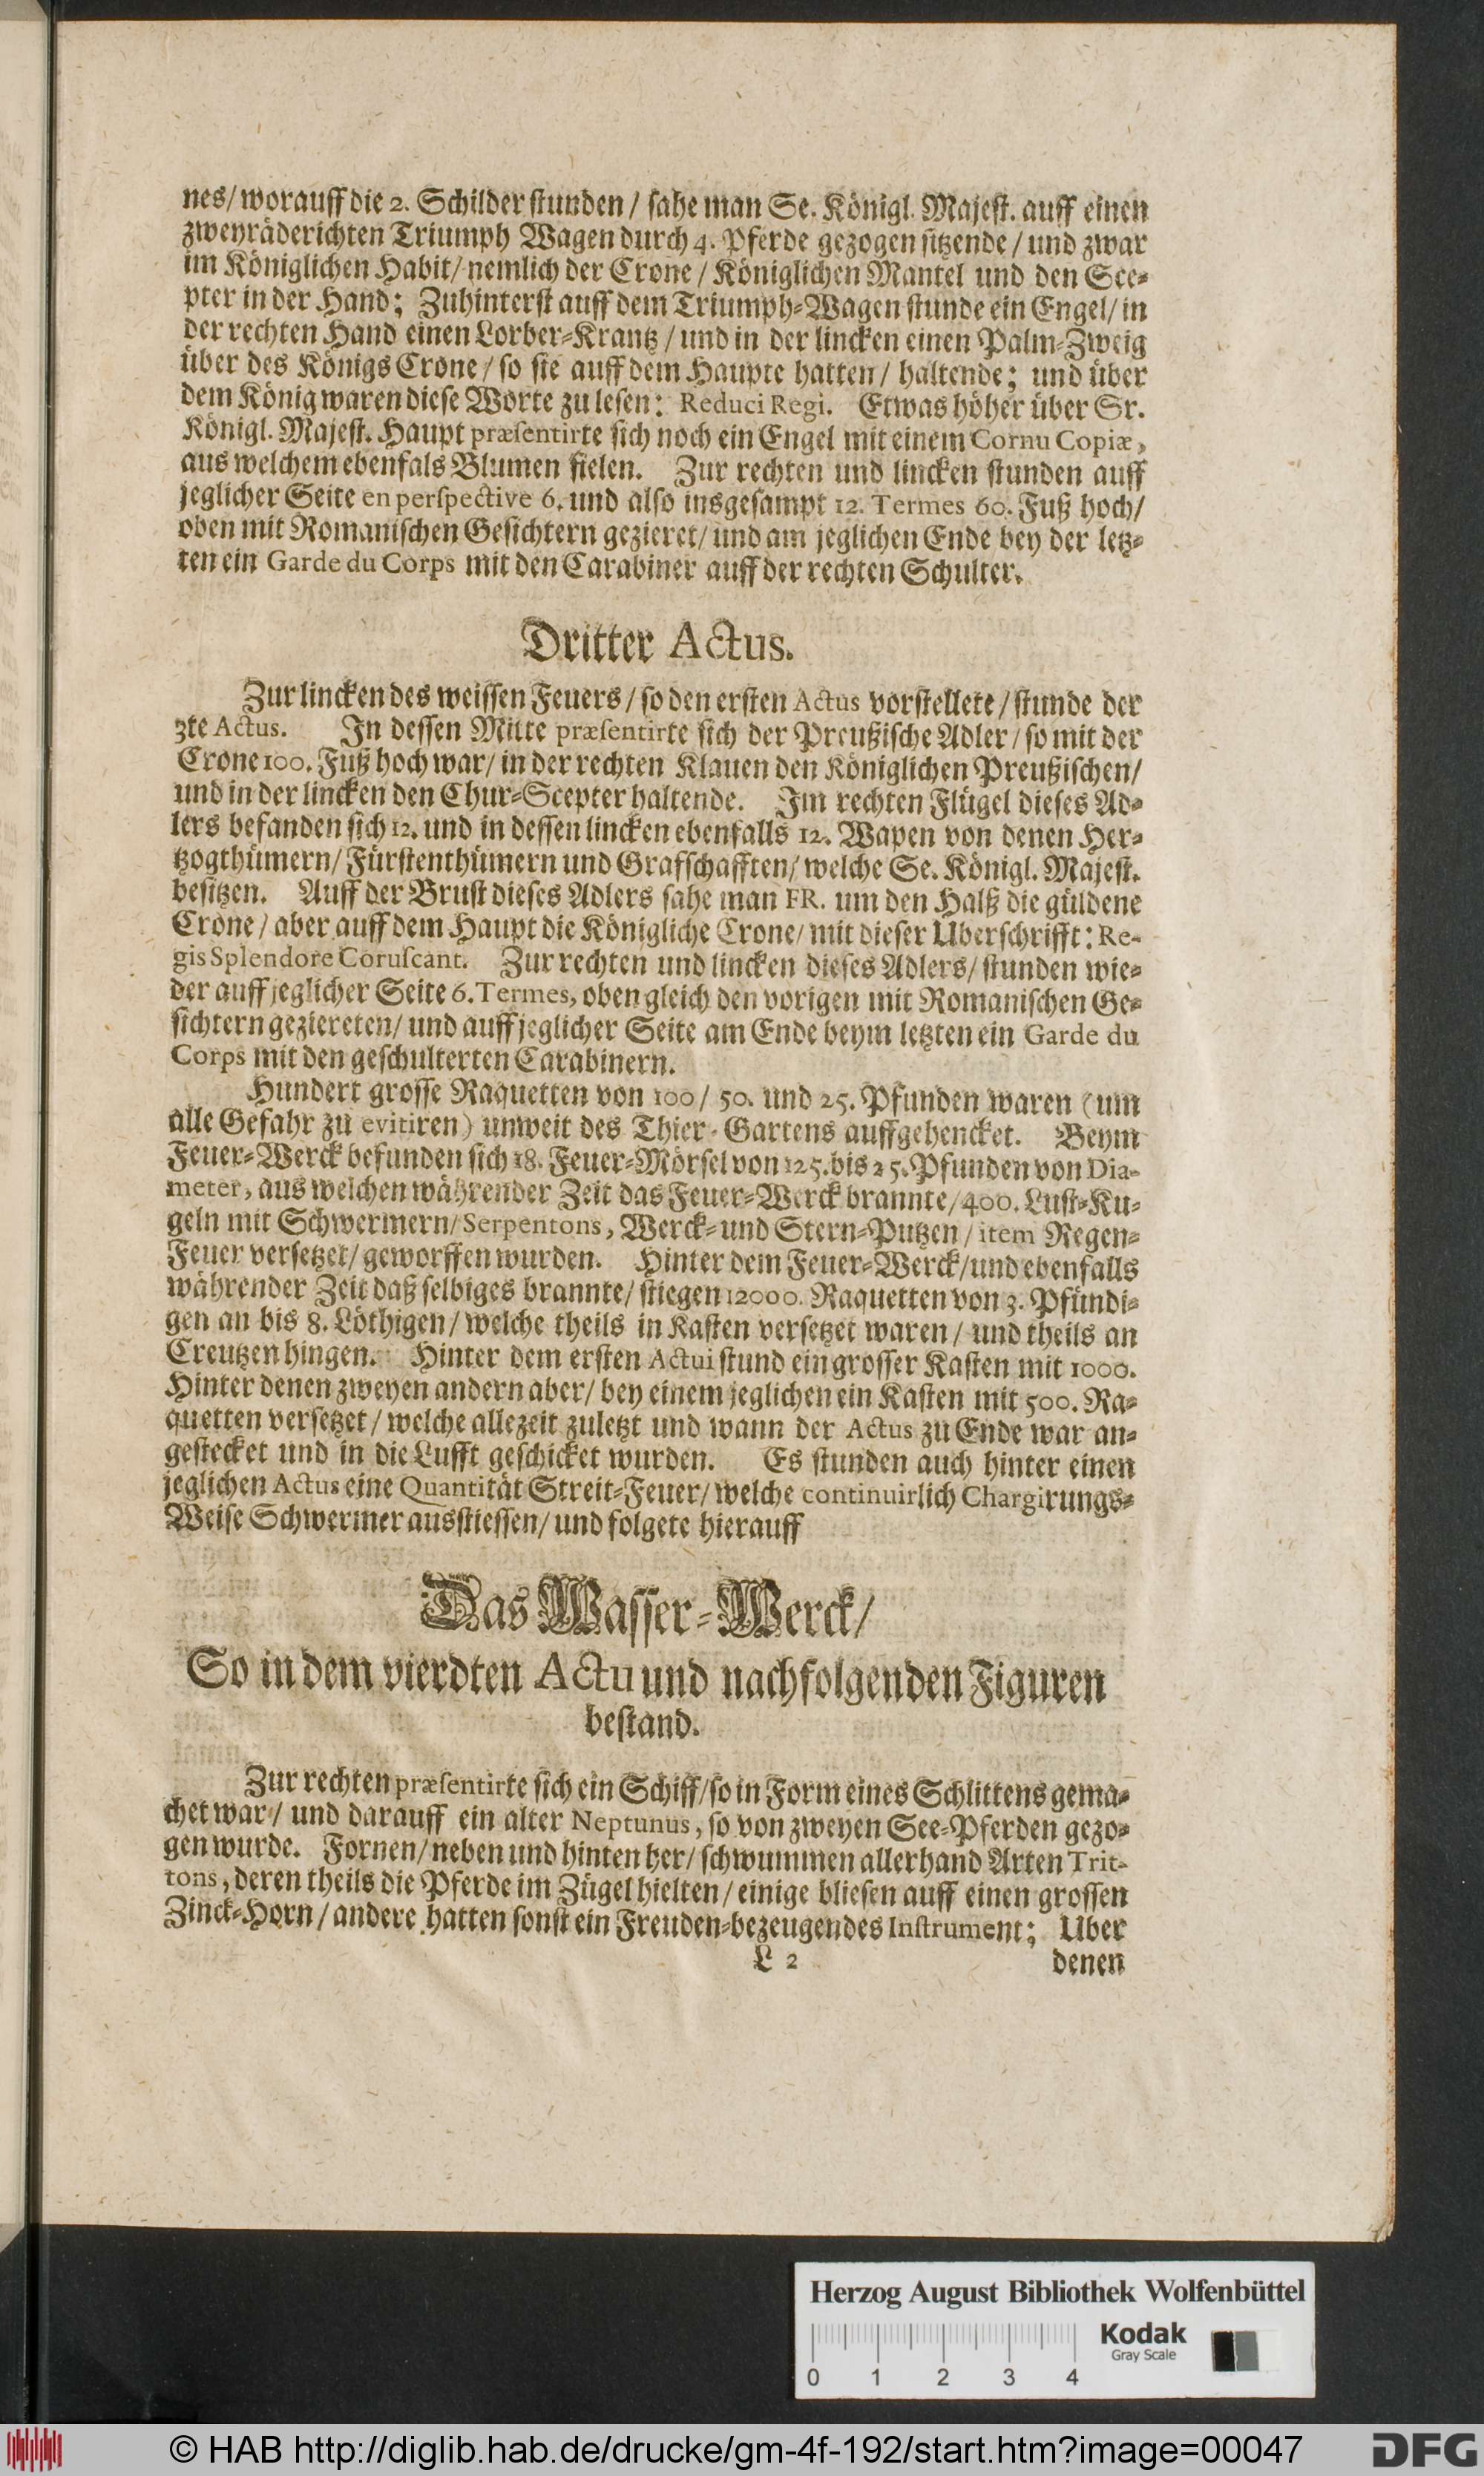 nes/ worauff die 2. Schilder stunden / sahe man Se. Königl. Majest. auff einen
zweyräderichten Triumph Wagen durch 4. Pferde gezogen sitzende / und zwar
im Königlichen Habit/ nemlich der Crone / Königlichen Mantel und den Sce-
pter in der Hand; Zuhinterst auff dem Triumph-Wagen stunde ein Engel/ in
der rechten Hand einen Lorber-Krantz / und in der lincken einen Palm-Zweig
über des Königs Crone / so sie auff dem Haupte hatten / haltende; und über
dem König waren diese Worte zu lesen: Reduci Regi. Etwas höher über Sr.
Königl. Majest. Haupt præsentirte sich noch ein Engel mit einem Cornu Copiæ,
aus welchem ebenfals Blumen fielen. Zur rechten und lincken stunden auff
jeglicher Seite en perspective 6. und also insgesampt 12. Termes 60. Fuß hoch/
oben mit Romanischen Gesichtern gezieret/ und am jeglichen Ende bey der letz-
ten ein Garde du Corps mit den Carabiner auff der rechten Schulter.
Dritter Actus.
Zur lincken des weissen Feuers / so den ersten Actus vorstellete / stunde der
3te Actus. In dessen Mitte præsentirte sich der Preußische Adler / so mit der
Crone 100. Fuß hoch war/ in der rechten Klauen den Königlichen Preußischen/
und in der lincken den Chur-Scepter haltende. Im rechten Flügel dieses Ad-
lers befanden sich 12. und in dessen lincken ebenfalls 12. Wapen von denen Her-
tzogthümern/ Fürstenthümern und Grafschafften/ welche Se. Königl. Majest.
besitzen. Auff der Brust dieses Adlers sahe man FR. um den Halß die güldene
Crone / aber auff dem Haupt die Königliche Crone/ mit dieser Uberschrifft: Re-
gis Splendore Coruscant. Zur rechten und lincken dieses Adlers/ stunden wie-
der auff jeglicher Seite 6. Termes, oben gleich den vorigen mit Romanischen Ge-
sichtern geziereten/ und auff jeglicher Seite am Ende beym letzten ein Garde du
Corps mit den geschulterten Carabinern.
Hundert grosse Raquetten von 100 / 50. und 25. Pfunden waren (um
alle Gefahr zu evitiren) unweit des Thier-Gartens auffgehencket. Beym
Feuer-Werck befunden sich 18. Feuer-Mörsel von 125. bis 25. Pfunden von Dia-
meter, aus welchen währender Zeit das Feuer-Werck brannte/ 400. Lust-Ku-
geln mit Schwermern/ Serpentons, Werck- und Stern-Putzen / item Regen-
Feuer versetzet/ geworffen wurden. Hinter dem Feuer-Werck/ und ebenfalls
währender Zeit daß selbiges brannte/ stiegen 12000. Raquetten von 3. Pfündi-
gen an bis 8. Löthigen / welche theils in Kasten versetzet waren / und theils an
Creutzen hingen. Hinter dem ersten Actui stund ein grosser Kasten mit 1000.
Hinter denen zweyen andern aber/ bey einem jeglichen ein Kasten mit 500. Ra-
quetten versetzet / welche allezeit zuletzt und wann der Actus zu Ende war an-
gestecket und in die Lufft geschicket wurden. Es stunden auch hinter einen
jeglichen Actus eine Quantität Streit-Feuer/ welche continuirlich Chargirungs-
Weise Schwermer ausstiessen/ und folgete hierauff
Das Wasser-Werck/
So in dem vierdten Actu und nachfolgenden Figuren
bestand.
Zur rechten præsentirte sich ein Schiff/ so in Form eines Schlittens gema-
chet war / und darauff ein alter Neptunus, so von zweyen See-Pferden gezo-
gen wurde. Fornen/ neben und hinten her/ schwummen allerhand Arten Trit-
tons, deren theils die Pferde im Zügel hielten / einige bliesen auff einen grossen
Zinck-Horn / andere hatten sonst ein Freuden-bezeugendes Instrument; Uber
L 2 denen
Herzog August Bibliothek Wolfenbüttel
Kodak
Gray Scale
0 1 2 3 4
© HAB http://diglib.hab.de/drucke/gm-4f-192/start.htm?image=00047
DFG